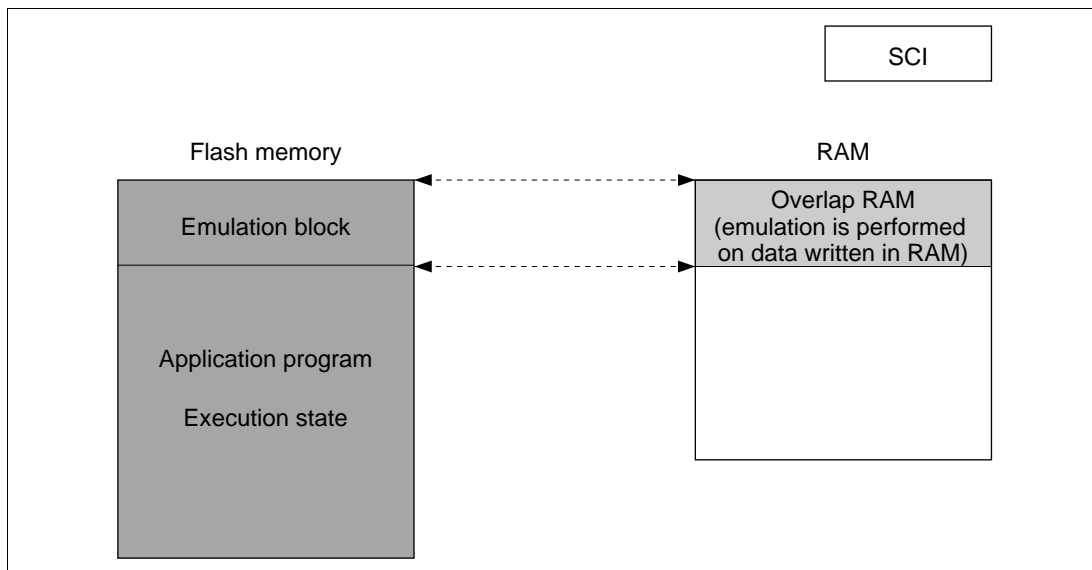 SCI
Flash memory
RAM
Emulation block
Overlap RAM
(emulation is performed
on data written in RAM)
Application program
Execution state